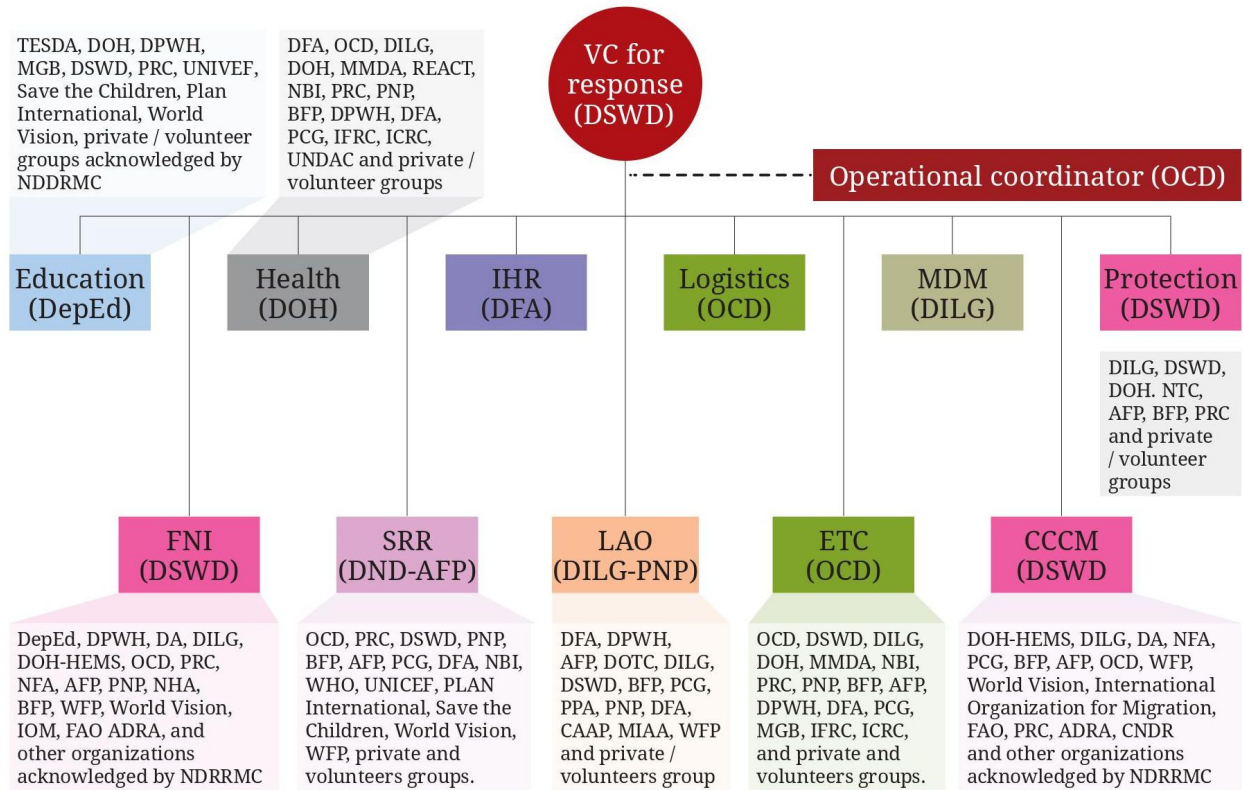 TESDA, DOH, DPWH,
MGB, DSWD, PRC, UNIVEF,
Save the Children, Plan
International, World
Vision, private / volunteer
groups acknowledged by
NDDRMC
DFA, OCD, DILG,
DOH, MMDA, REACT,
NBI, PRC, PNP,
BFP, DPWH, DFA,
PCG, IFRC, ICRC,
UNDAC and private /
volunteer groups
VC for
response
(DSWD)
Operational coordinator (OCD)
Education
(DepEd)
Health
(DOH)
IHR
(DFA)
Logistics
(OCD)
MDM
(DILG)
Protection
(DSWD)
DILG, DSWD,
DOH. NTC,
AFP, BFP, PRC
and private
/ volunteer
groups
FNI
(DSWD)
SRR
(DND-AFP)
LAO
(DILG-PNP)
ETC
(OCD)
CCCM
(DSWD
DepEd, DPWH, DA, DILG,
DOH-HEMS, OCD, PRC,
NFA, AFP, PNP, NHA,
BFP, WFP, World Vision,
IOM, FAO ADRA, and
other organizations
acknowledged by NDRRMC
OCD, PRC, DSWD, PNP,
BFP, AFP, PCG, DFA, NBI,
WHO, UNICEF, PLAN
International, Save the
Children, World Vision,
WFP, private and
volunteers groups.
DFA, DPWH,
AFP, DOTC, DILG,
DSWD, BFP, PCG,
PPA, PNP, DFA,
CAAP, MIAA, WFP
and private /
volunteers group
OCD, DSWD, DILG,
DOH, MMDA, NBI,
PRC, PNP, BFP, AFP,
DPWH, DFA, PCG,
MGB, IFRC, ICRC,
and private and
volunteers groups.
DOH-HEMS, DILG, DA, NFA,
PCG, BFP, AFP, OCD, WFP,
World Vision, International
Organization for Migration,
FAO, PRC, ADRA, CNDR
and other organizations
acknowledged by NDRRMC